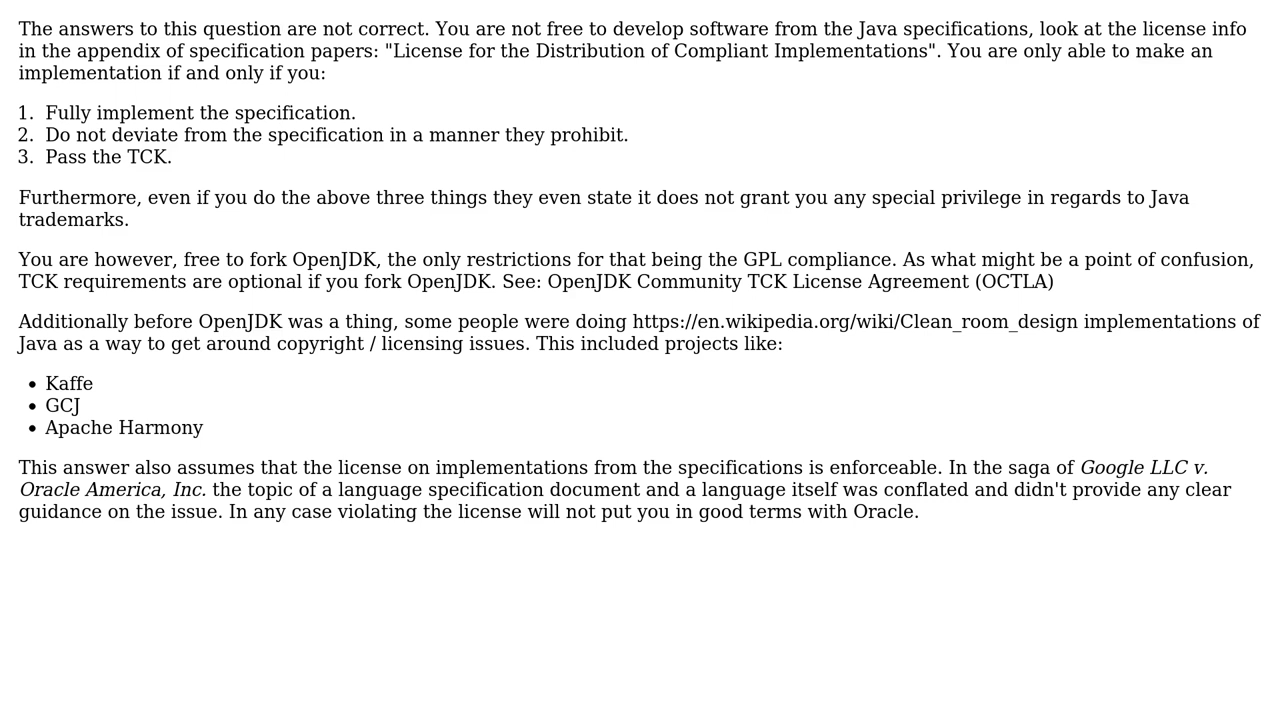 The answers to this question are not correct. You are not free to develop software from the Java specifications, look at the license info
in the appendix of specification papers: "License for the Distribution of Compliant Implementations". You are only able to make an
implementation if and only if you:
1. Fully implement the specification.
2. Do not deviate from the specification in a manner they prohibit.
3. Pass the TCK.
Furthermore, even if you do the above three things they even state it does not grant you any special privilege in regards to Java
trademarks.
You are however, free to fork OpenJDK, the only restrictions for that being the GPL compliance. As what might be a point of confusion,
TCK requirements are optional if you fork OpenJDK. See: OpenJDK Community TCK License Agreement (OCTLA)
Additionally before OpenJDK was a thing, some people were doing https://en.wikipedia.org/wiki/Clean_room_design implementations of
Java as a way to get around copyright / licensing issues. This included projects like:
• Kaffe
• GCJ
• Apache Harmony
This answer also assumes that the license on implementations from the specifications is enforceable. In the saga of Google LLC v.
Oracle America, Inc. the topic of a language specification document and a language itself was conflated and didn't provide any clear
guidance on the issue. In any case violating the license will not put you in good terms with Oracle.